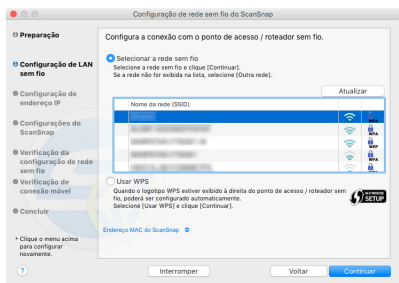 Configuração de rede sem fio do ScanSnap
Preparação
Configuração de LAN
sem fio
Configuração de
endereço IP
Configurações do
ScanSnap
Verificação da
configuração de rede
sem fio
Verificação de
conexão móvel
Concluir
* Clique o menu acima
para configurar
novamente.
Configura a conexão com o ponto de acesso / roteador sem fio.
Selecionar a rede sem fio
Selecione a rede sem fio e clique [Continuar].
Se a rede não for exibida na lista, selecione [Outra rede].
Atualizar
Nome da rede (SSID)
WPA
WEP
WPA
Usar WPS
Quando o logotipo WPS estiver exibido à direita do ponto de acesso / roteador sem
fio, poderá ser configurado automaticamente.
Selecione [Usar WPS] e clique [Continuar].
SETUP
Endereço MAC do ScanSnap
?
Interromper
Voltar
Continuar